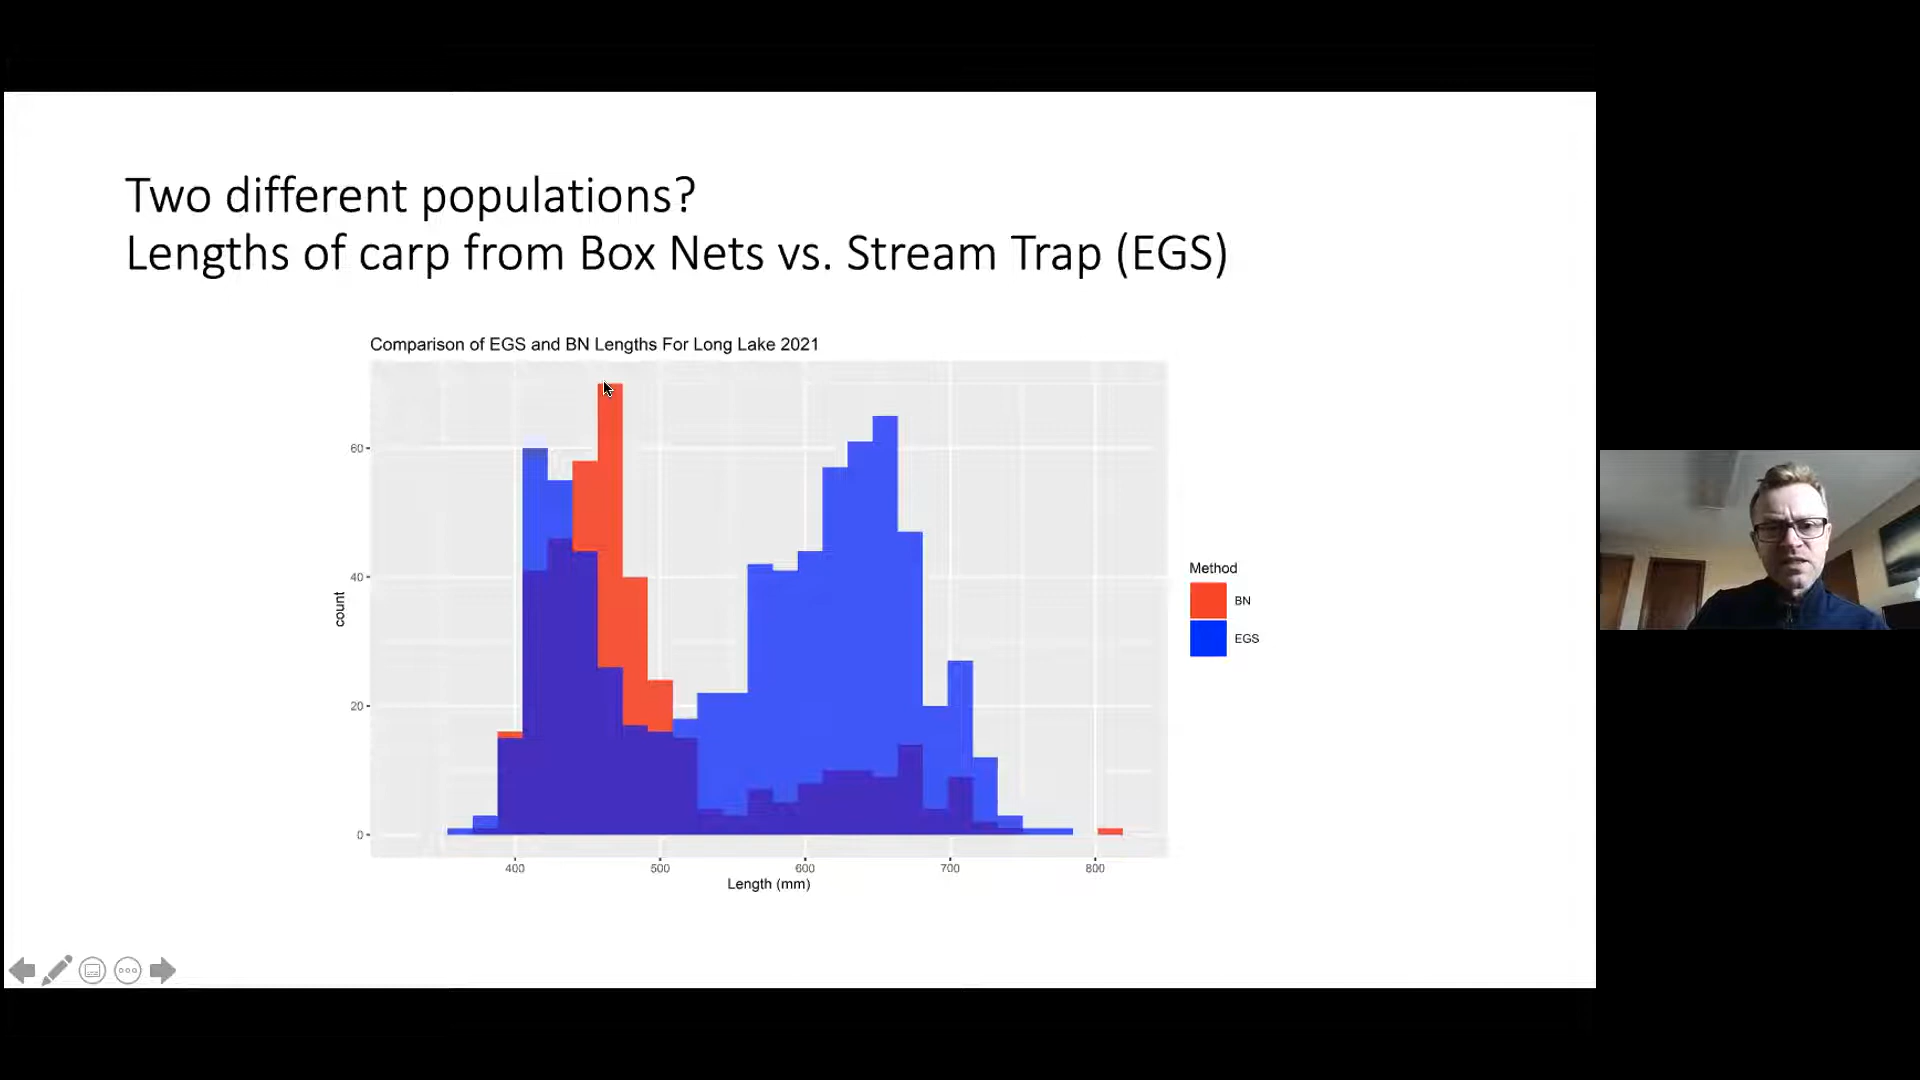 Two different populations?
Lengths of carp from Box Nets vs. Stream Trap (EGS)
Comparison of EGS and BN Lengths For Long Lake 2021
60
40
20
0
count
400
500
600
700
800
Length (mm)
Method
BN
EGS